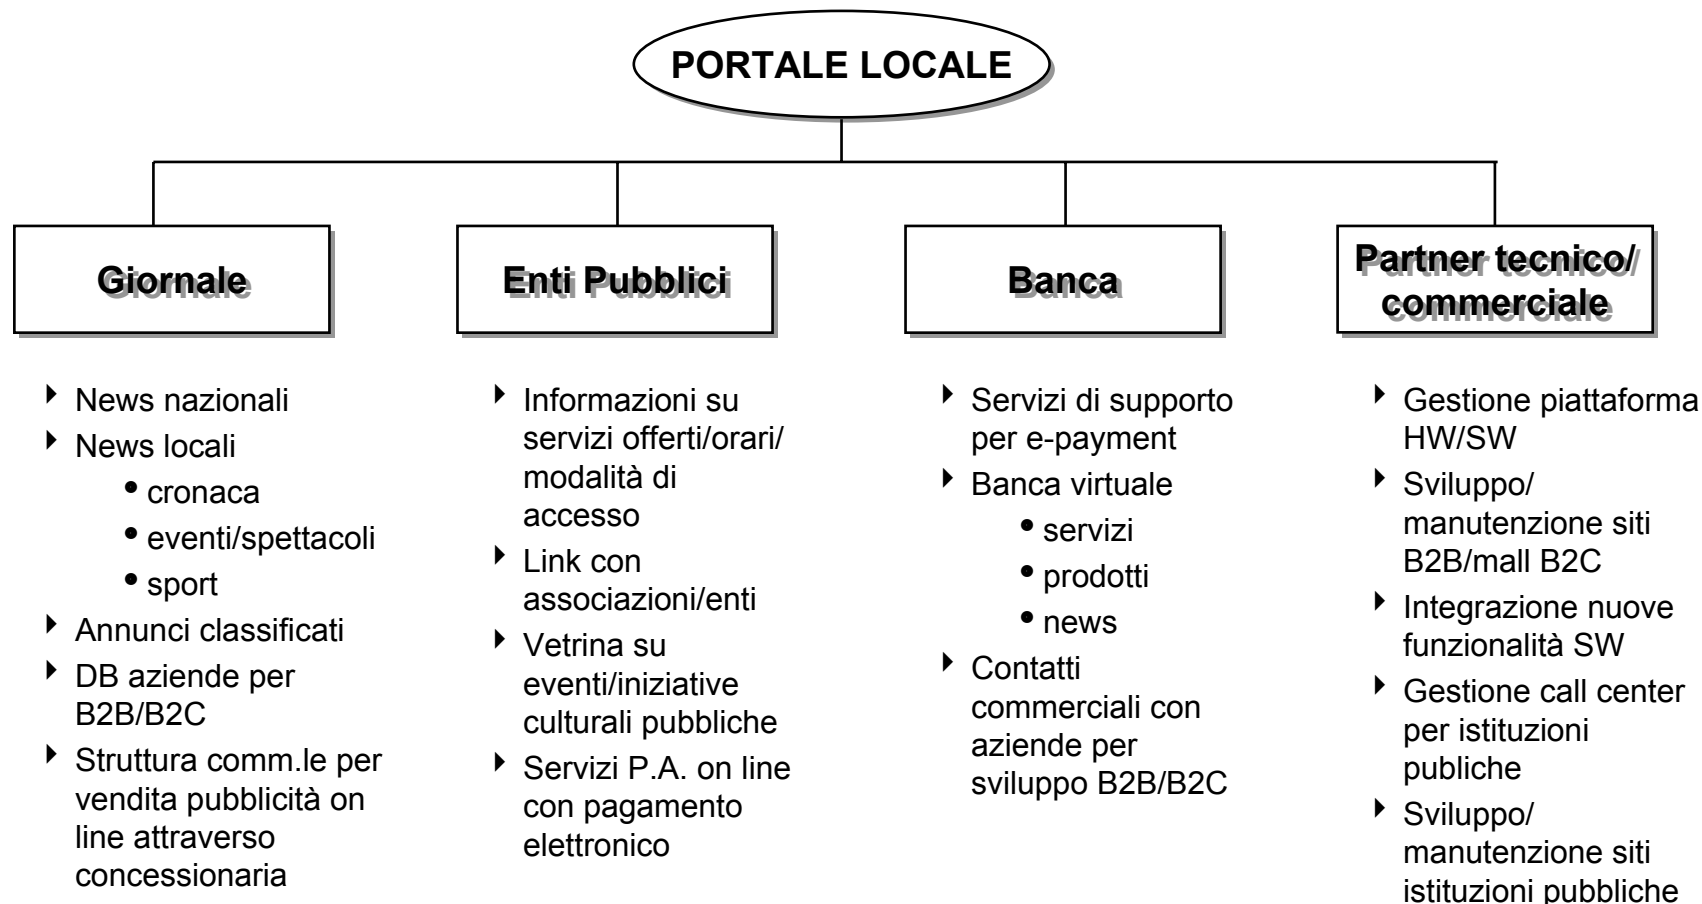 PORTALE LOCALE
Giornale
News nazionali
News locali
cronaca
eventi/spettacoli
sport
Annunci classificati
DB aziende per
B2B/B2C
Struttura comm.le per
vendita pubblicità on
line attraverso
concessionaria
Enti Pubblici
Informazioni su
servizi offerti/orari/
modalità di
accesso
Link con
associazioni/enti
Vetrina su
eventi/iniziative
culturali pubbliche
Servizi P.A. on line
con pagamento
elettronico
Banca
Servizi di supporto
per e-payment
Banca virtuale
servizi
prodotti
news
Contatti
commerciali con
aziende per
sviluppo B2B/B2C
Partner tecnico/
commerciale
Gestione piattaforma
HW/SW
Sviluppo/
manutenzione siti
B2B/mall B2C
Integrazione nuove
funzionalità SW
Gestione call center
per istituzioni
publiche
Sviluppo/
manutenzione siti
istituzioni pubbliche